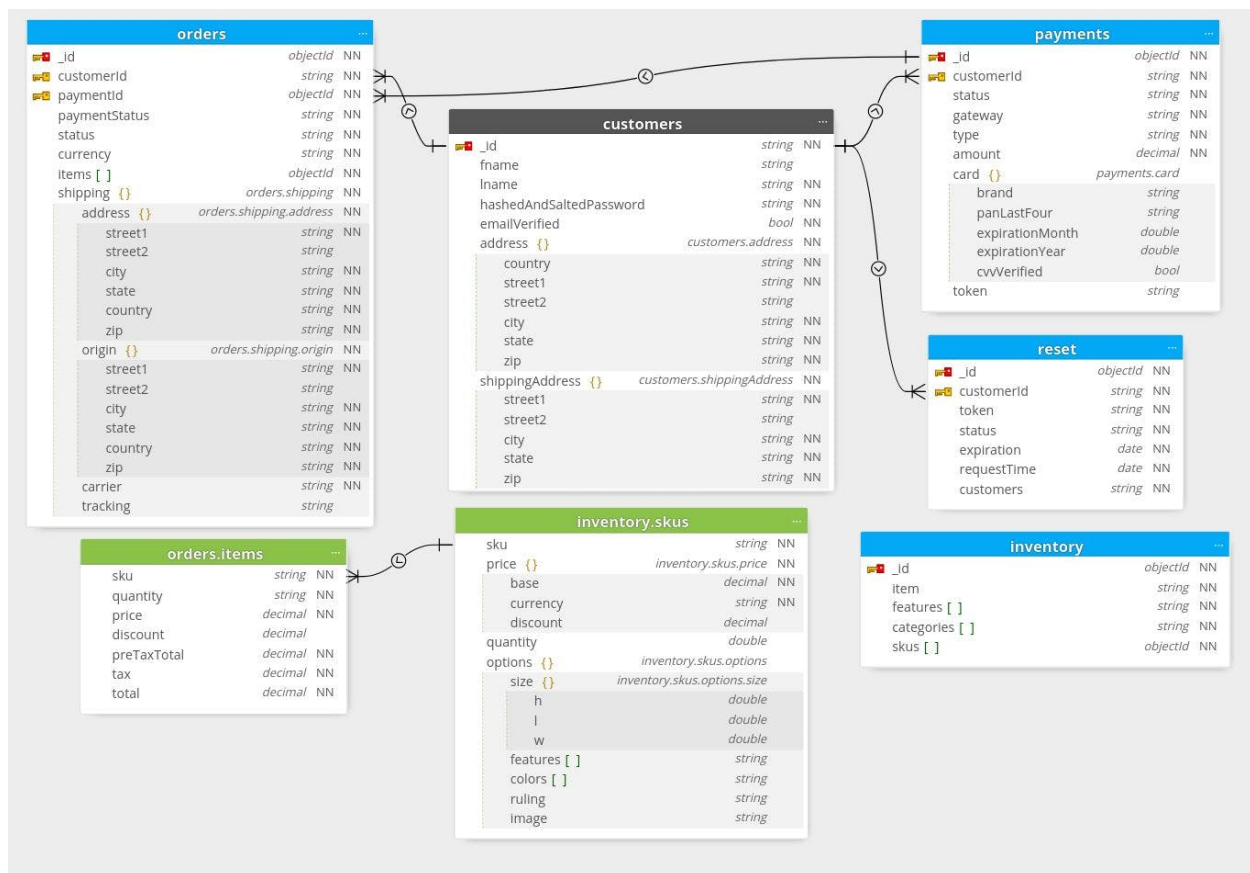 orders ...
_id objectId NN
customerId string NN
paymentId objectId NN
paymentStatus string NN
status string NN
currency string NN
items [ ] objectId NN
shipping {} orders.shipping NN
address {} orders.shipping.address NN
street1 string NN
street2 string
city string NN
state string NN
country string NN
zip string NN
origin {} orders.shipping.origin NN
street1 string NN
street2 string
city string NN
state string NN
country string NN
zip string NN
carrier string NN
tracking string
customers ...
_id string NN
fname string
lname string NN
hashedAndSaltedPassword string NN
emailVerified bool NN
address {} customers.address NN
country string NN
street1 string NN
street2 string
city string NN
state string NN
zip string NN
shippingAddress {} customers.shippingAddress NN
street1 string NN
street2 string
city string NN
state string NN
zip string NN
payments ...
_id objectId NN
customerId string NN
status string NN
gateway string NN
type string NN
amount decimal NN
card {} payments.card
brand string
panLastFour string
expirationMonth double
expirationYear double
cvvVerified bool
token string
reset ...
_id objectId NN
customerId string NN
token string NN
status string NN
expiration date NN
requestTime date NN
customers string NN
orders.items ...
sku string NN
quantity string NN
price decimal NN
discount decimal
preTaxTotal decimal NN
tax decimal NN
total decimal NN
inventory.skus ...
sku string NN
price {} inventory.skus.price NN
base decimal NN
currency string NN
discount decimal
quantity double
options {} inventory.skus.options
size {} inventory.skus.options.size
h double
l double
w double
features [ ] string
colors [ ] string
ruling string
image string
inventory ...
_id objectId NN
item string NN
features [ ] string NN
categories [ ] string NN
skus [ ] objectId NN